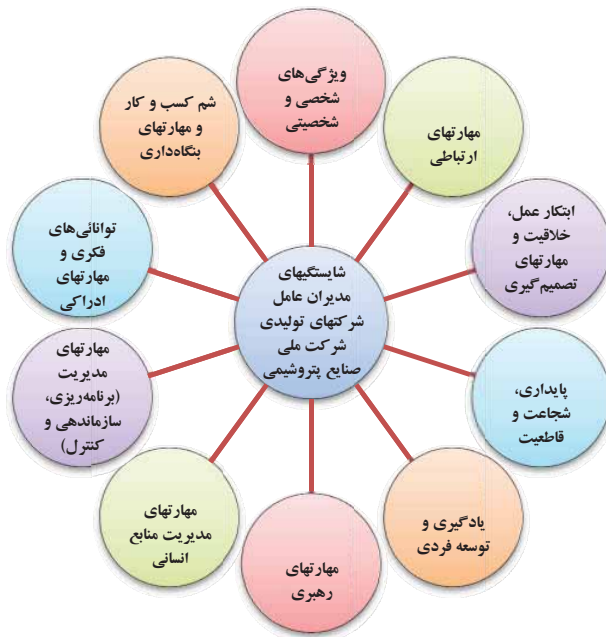 ویژگی‌های
شخصی و
شخصیتی
مهارتهای
ارتباطی
ابتکار عمل،
خلاقیت و
مهارتهای
تصمیم‌گیری
پایداری،
شجاعت و
قاطعیت
یادگیری و
توسعه فردی
مهارتهای
رهبری
مهارتهای
مدیریت منابع
انسانی
مهارتهای
مدیریت
(برنامه‌ریزی،
سازماندهی و
کنترل)
توانائی‌های
فکری و
مهارتهای
ادراکی
شم کسب و کار
و مهارتهای
بنگاه‌داری
شایستگیهای
مدیران عامل
شرکتهای تولیدی
شرکت ملی
صنایع پتروشیمی